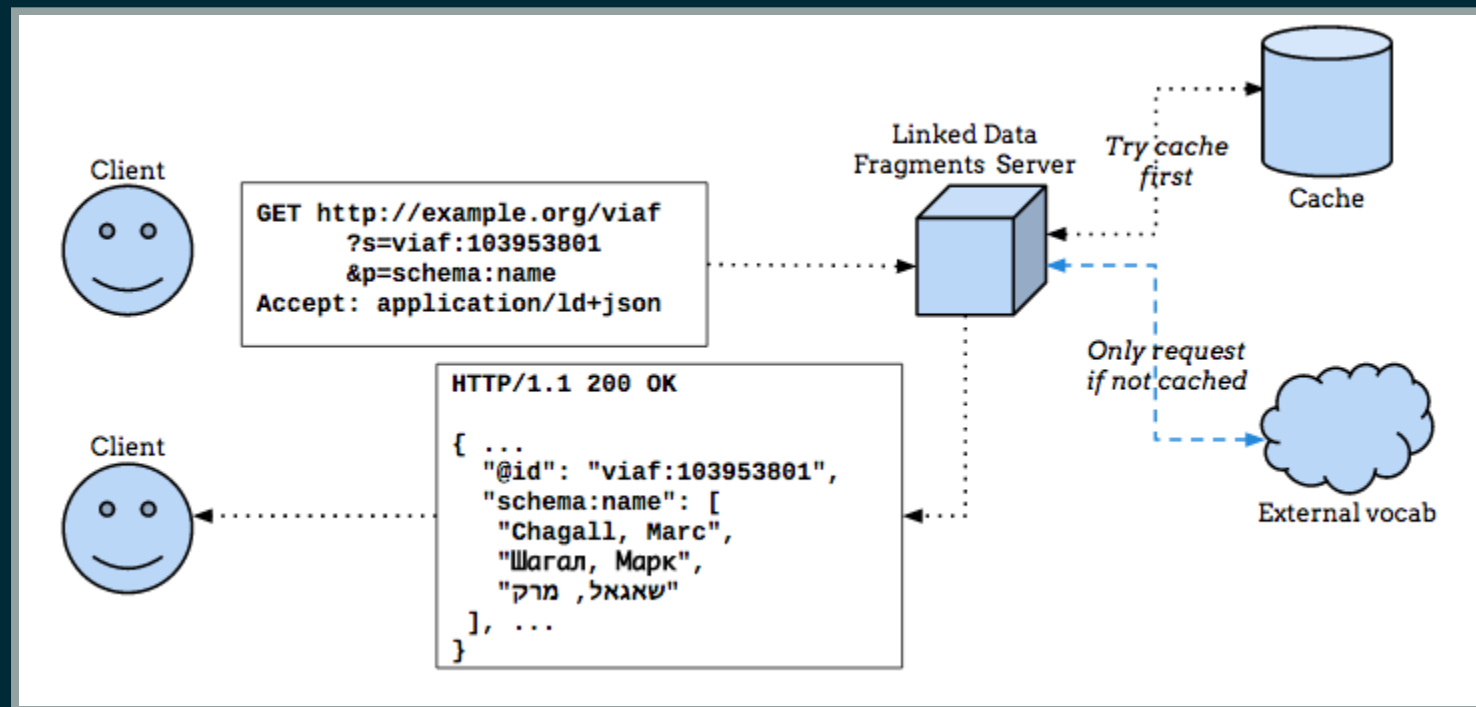 Client
GET http://example.org/viaf
?s=viaf:103953801
&p=schema:name
Accept: application/ld+json
Linked Data
Fragments Server
Try cache
first
Cache
Only request
if not cached
External vocab
Client
HTTP/1.1 200 OK
{ ...
"@id": "viaf:103953801",
"schema:name": [
"Chagall, Marc",
"Шагал, Марк",
"שאגאל, מרק"
], ...
}